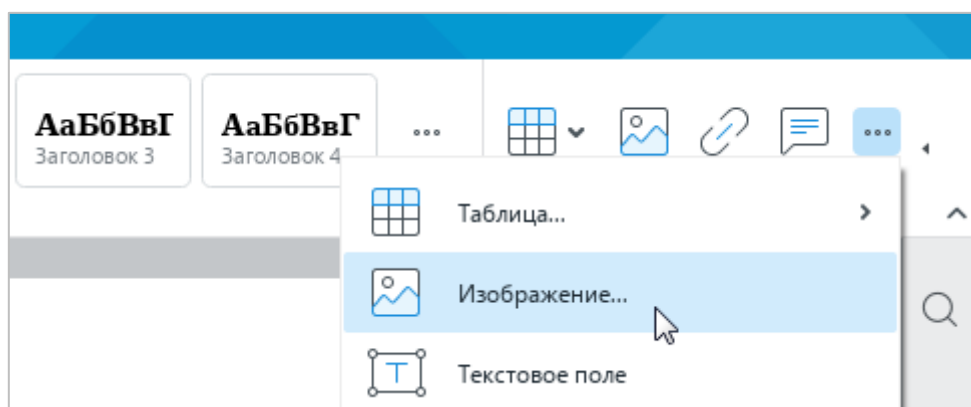 АаБбВвГ
Заголовок 3
АаБбВвГ
Заголовок 4
Таблица...
Изображение...
Текстовое поле